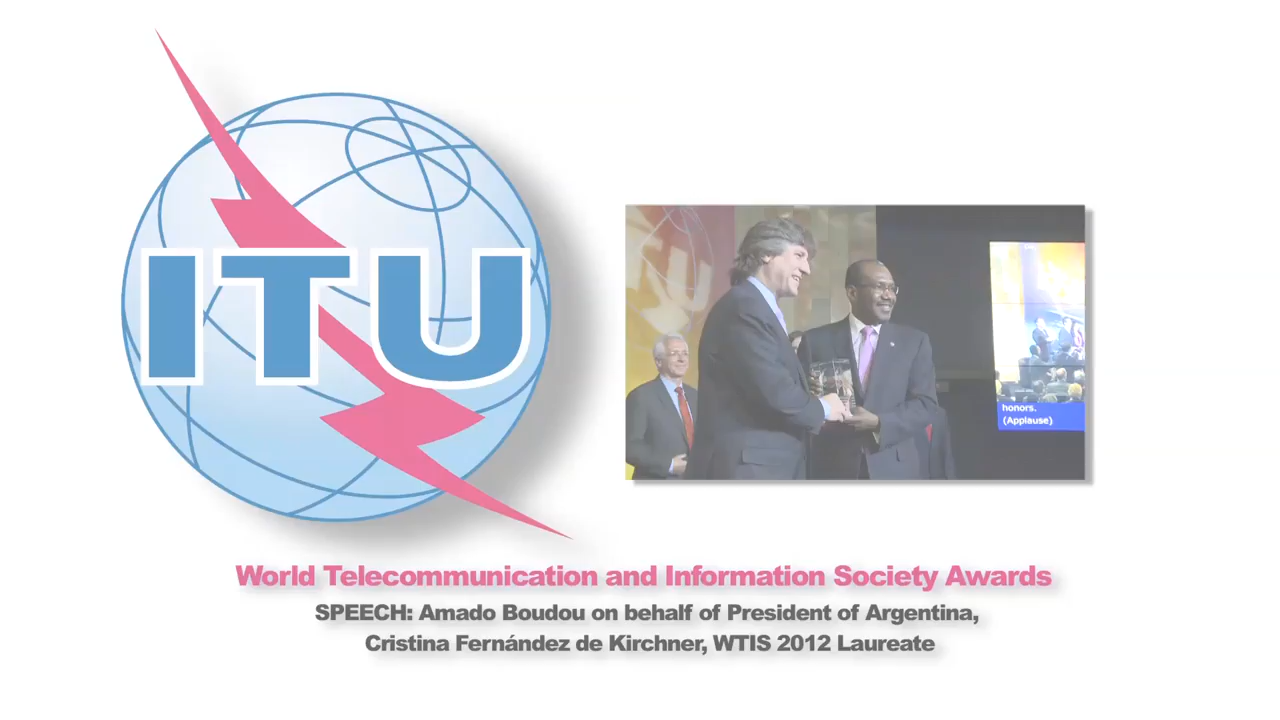 ITU
honors.
(Applause)
World Telecommunication and Information Society Awards
SPEECH: Amado Boudou on behalf of President of Argentina,
Cristina Fernández de Kirchner, WTIS 2012 Laureate